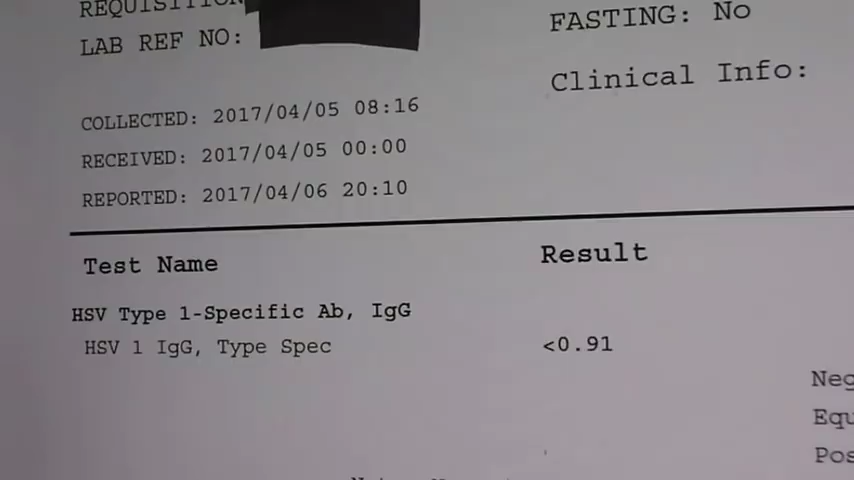 REQUISITION
LAB REF NO:
FASTING: No
Clinical Info:
COLLECTED: 2017/04/05 08:16
RECEIVED: 2017/04/05 00:00
REPORTED: 2017/04/06 20:10
Test Name Result
HSV Type 1-Specific Ab, IgG
HSV 1 IgG, Type Spec <0.91
Neg
Equ
Pos